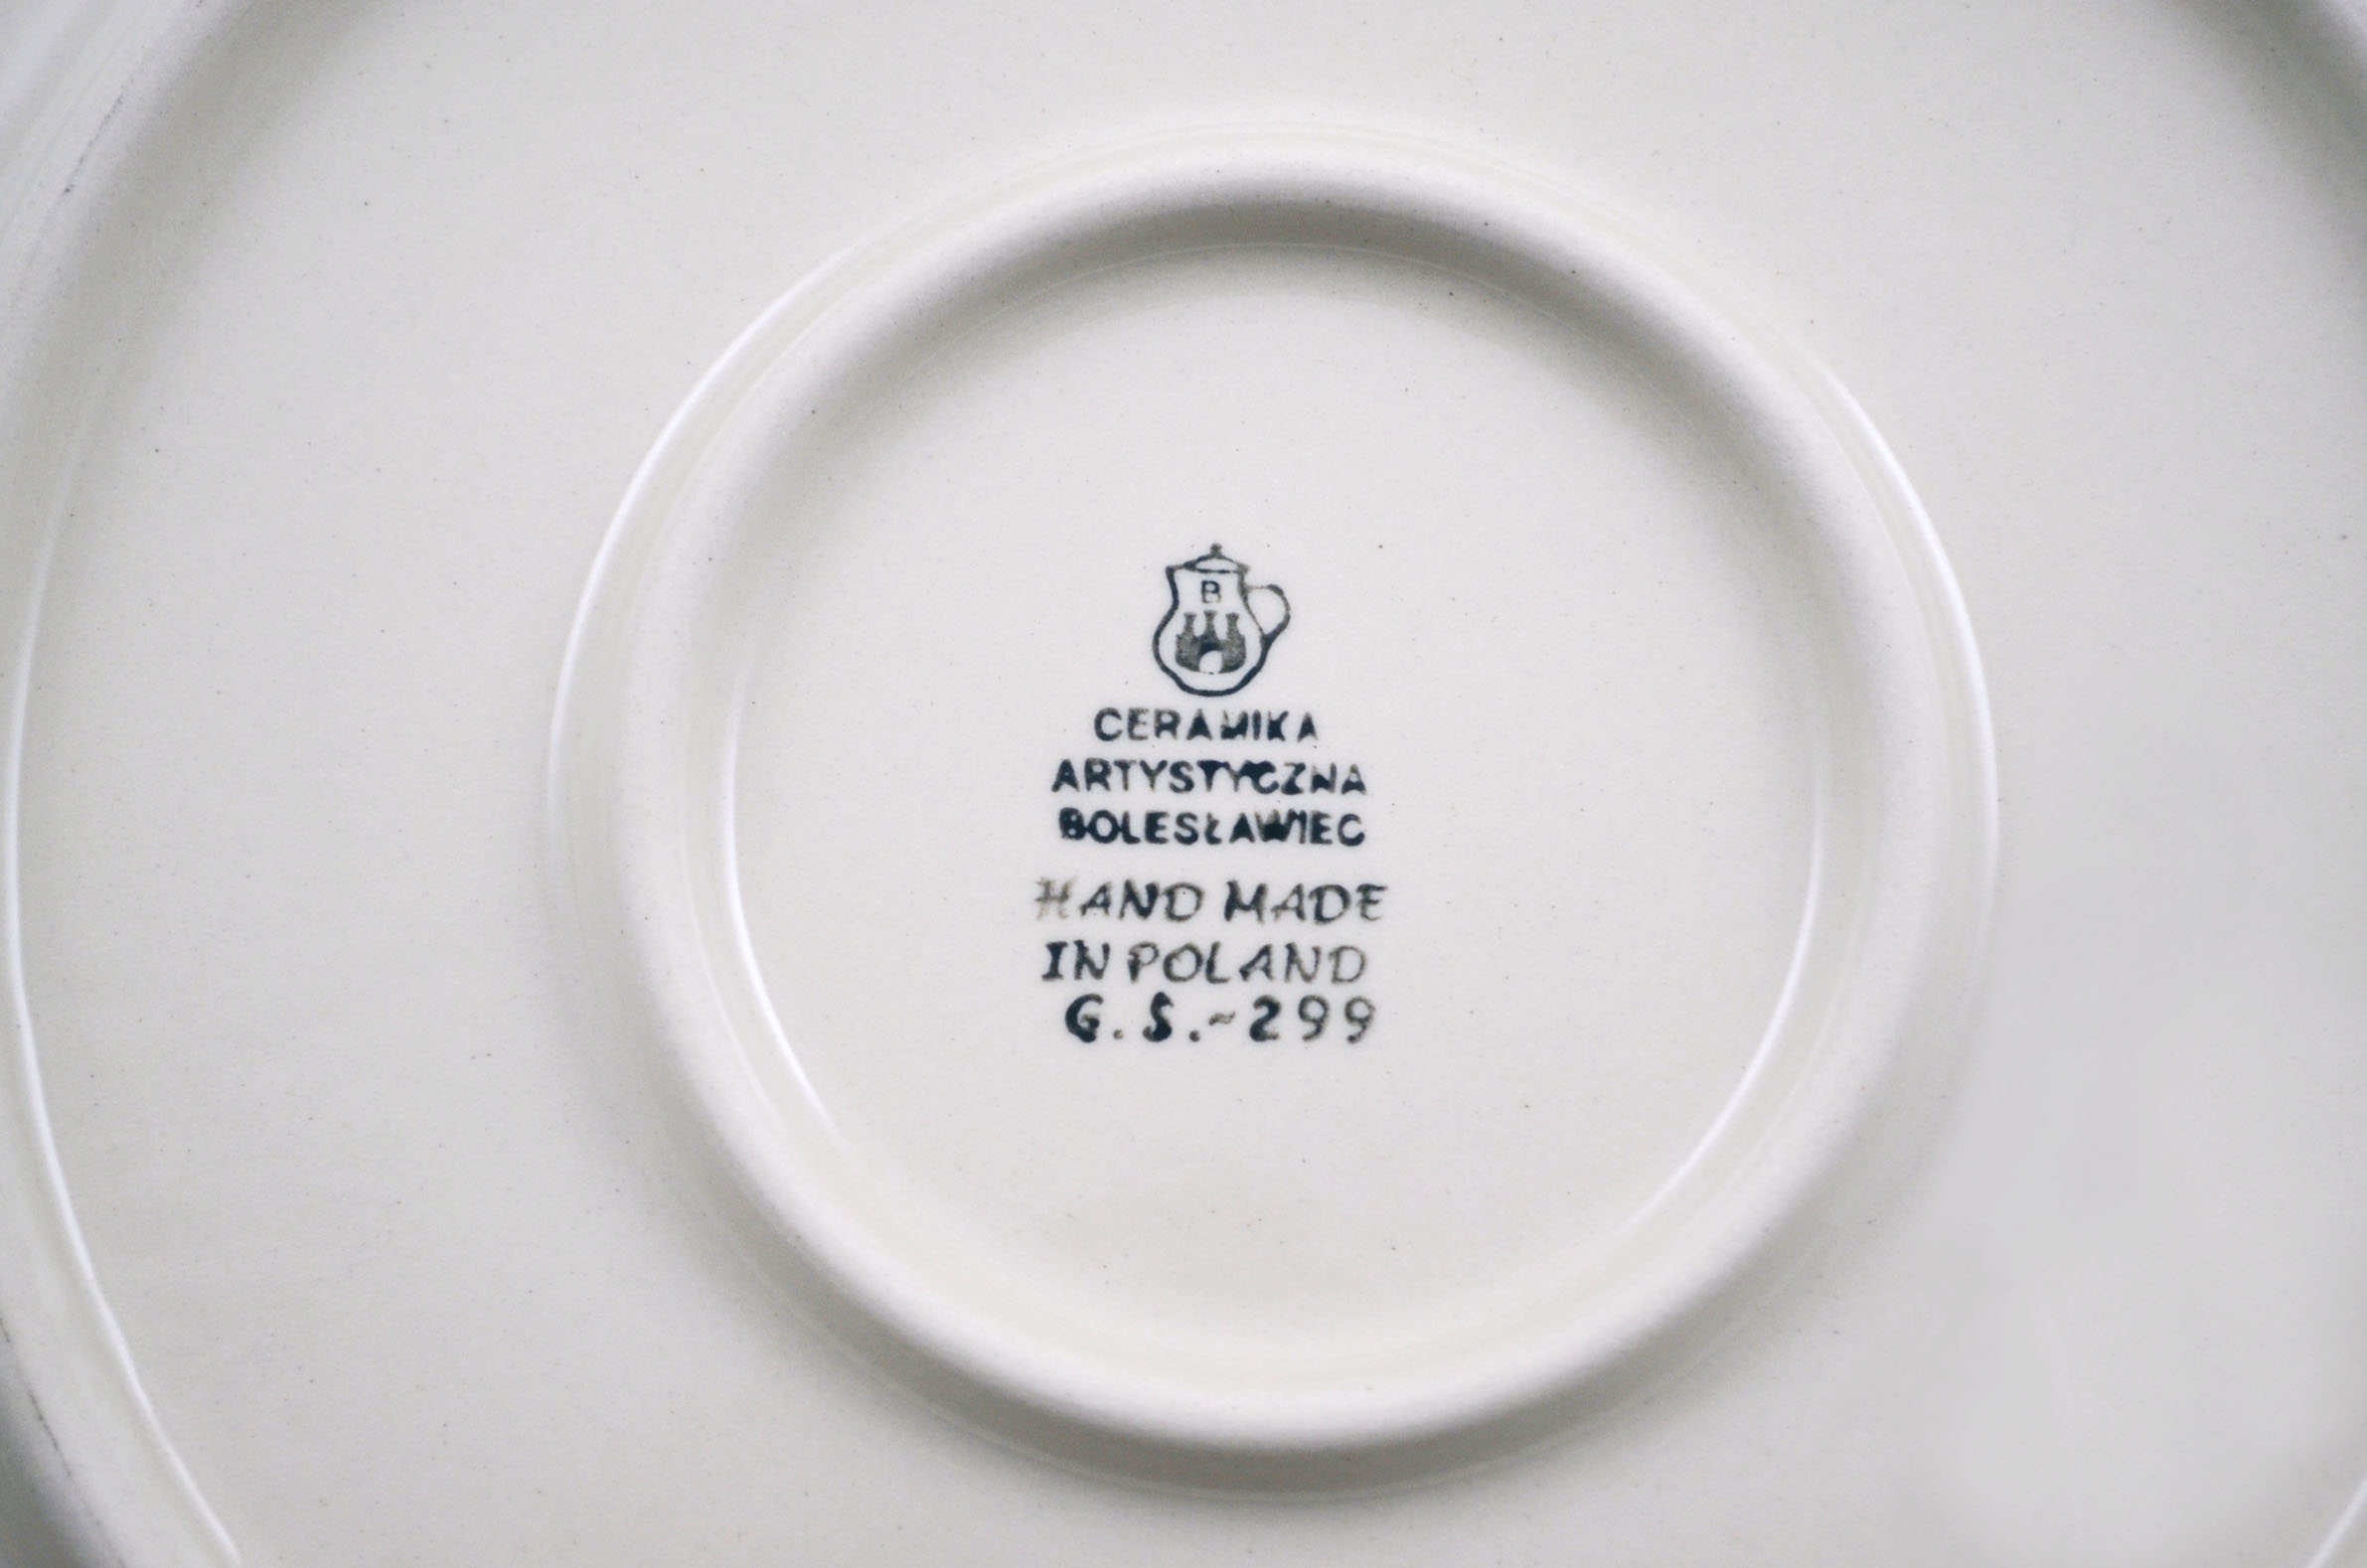 B
CERAMIKA
ARTYSTYCZNA
BOLESŁAWIEC
HAND MADE
IN POLAND
G.S.-299